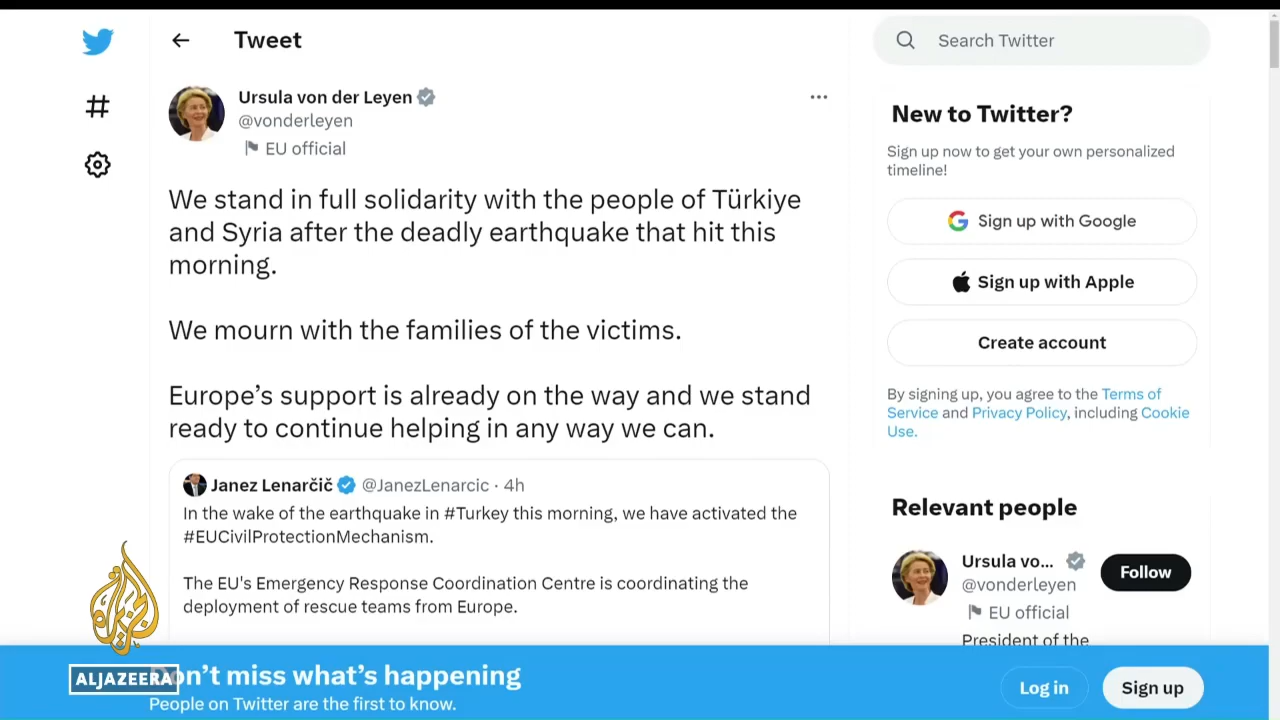 Tweet
Search Twitter
Ursula von der Leyen
@vonderleyen
EU official
We stand in full solidarity with the people of Türkiye
and Syria after the deadly earthquake that hit this
morning.
We mourn with the families of the victims.
Europe’s support is already on the way and we stand
ready to continue helping in any way we can.
Janez Lenarčič @JanezLenarcic · 4h
In the wake of the earthquake in #Turkey this morning, we have activated the
#EUCivilProtectionMechanism.
The EU's Emergency Response Coordination Centre is coordinating the
deployment of rescue teams from Europe.
New to Twitter?
Sign up now to get your own personalized
timeline!
Sign up with Google
Sign up with Apple
Create account
By signing up, you agree to the Terms of
Service and Privacy Policy, including Cookie
Use.
Relevant people
Ursula vo...
@vonderleyen
EU official
Follow
President of the
الجزيرة
ALJAZEERA
Don’t miss what’s happening
People on Twitter are the first to know.
Log in
Sign up